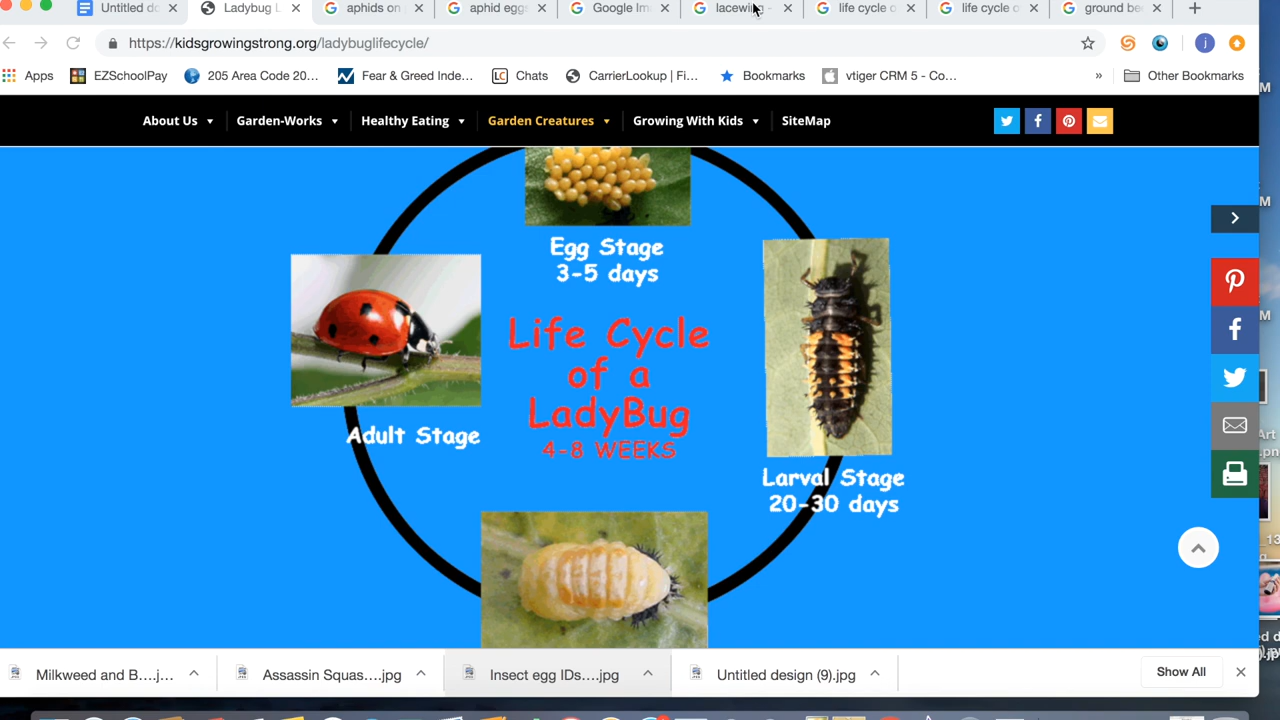 Untitled do
Ladybug L
aphids on
aphid eggs
Google Im
lacewing
life cycle o
life cycle o
ground be
https://kidsgrowingstrong.org/ladybuglifecycle/
Apps
EZSchoolPay
205 Area Code 20...
Fear & Greed Inde...
LC Chats
CarrierLookup | Fi...
Bookmarks
vtiger CRM 5 - Co...
»
Other Bookmarks
About Us
Garden-Works
Healthy Eating
Garden Creatures
Growing With Kids
SiteMap
Egg Stage
3-5 days
Life Cycle
of a
LadyBug
4-8 WEEKS
Adult Stage
Larval Stage
20-30 days
Milkweed and B....j...
Assassin Squas....jpg
Insect egg IDs....jpg
Untitled design (9).jpg
Show All